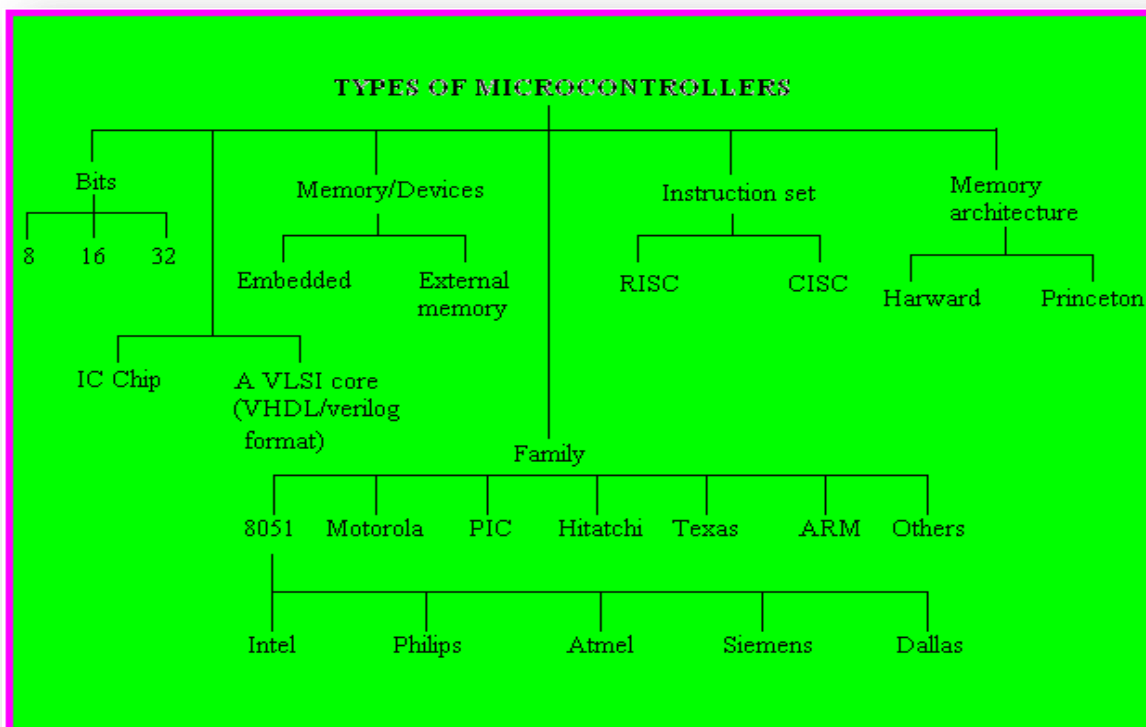 TYPES OF MICROCONTROLLERS
Bits
8 16 32
Memory/Devices
Embedded
External
memory
Instruction set
RISC CISC
Memory
architecture
Harward Princeton
IC Chip
A VLSI core
(VHDL/verilog
format)
Family
8051 Motorola PIC Hitatchi Texas ARM Others
Intel Philips Atmel Siemens Dallas